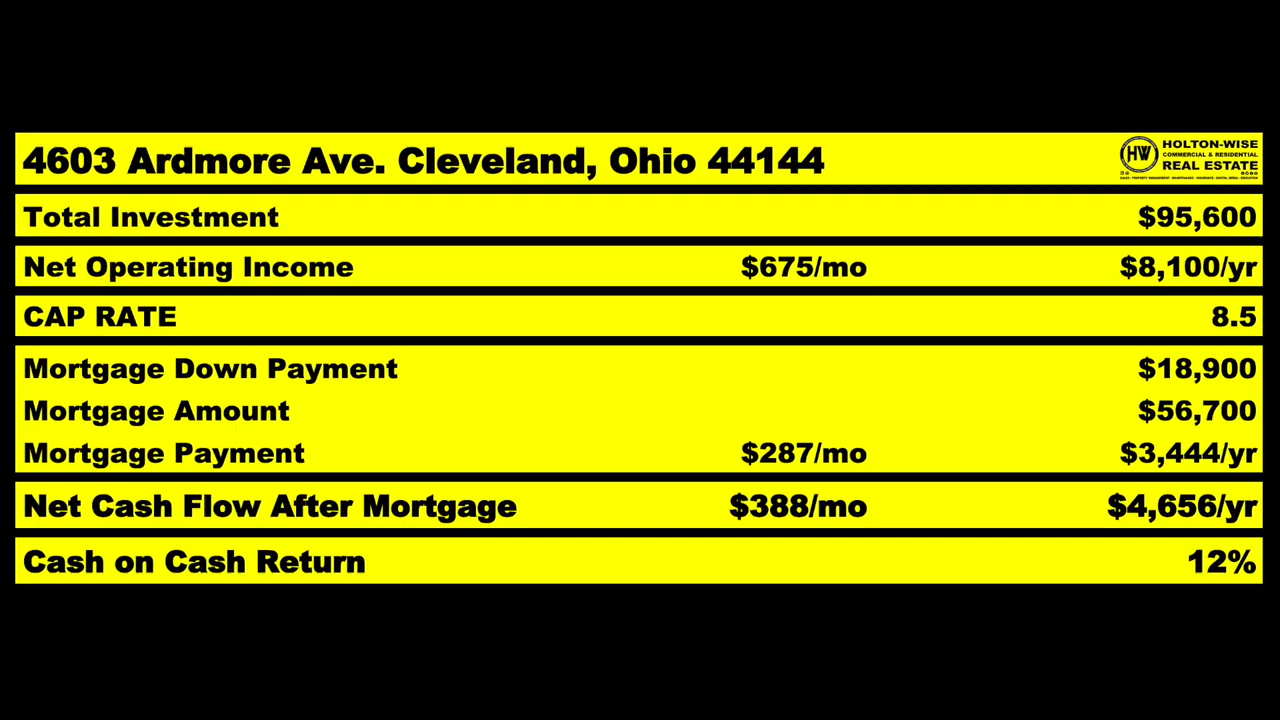 4603 Ardmore Ave. Cleveland, Ohio 44144
HW
HOLTON-WISE
COMMERCIAL & RESIDENTIAL
REAL ESTATE
Total Investment $95,600
Net Operating Income $675/mo $8,100/yr
CAP RATE 8.5
Mortgage Down Payment $18,900
Mortgage Amount $56,700
Mortgage Payment $287/mo $3,444/yr
Net Cash Flow After Mortgage $388/mo $4,656/yr
Cash on Cash Return 12%